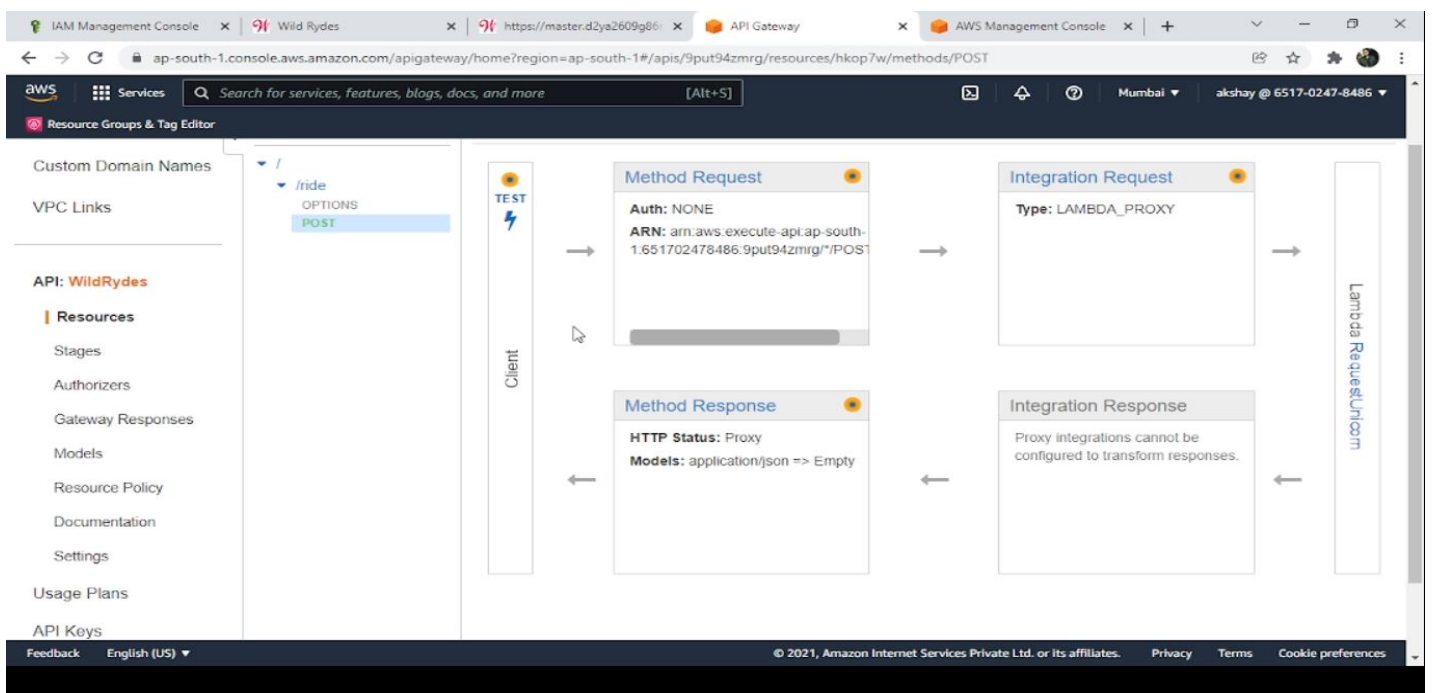 IAM Management Console
Wild Rydes
https://master.d2ya2609g86
API Gateway
AWS Management Console
ap-south-1.console.aws.amazon.com/apigateway/home?region=ap-south-1#/apis/9put94zmrg/resources/hkop7w/methods/POST
aws
Services
Search for services, features, blogs, docs, and more
[Alt+S]
Mumbai
akshay @ 6517-0247-8486
Resource Groups & Tag Editor
Custom Domain Names
VPC Links
API: WildRydes
Resources
Stages
Authorizers
Gateway Responses
Models
Resource Policy
Documentation
Settings
Usage Plans
API Keys
/
/ride
OPTIONS
POST
TEST
Client
Method Request
Auth: NONE
ARN: arn:aws:execute-api:ap-south-
1:651702478486:9put94zmrg/*/POST
Integration Request
Type: LAMBDA_PROXY
Lambda RequestUnicorn
Method Response
HTTP Status: Proxy
Models: application/json => Empty
Integration Response
Proxy integrations cannot be
configured to transform responses.
Feedback
English (US)
© 2021, Amazon Internet Services Private Ltd. or its affiliates.
Privacy
Terms
Cookie preferences